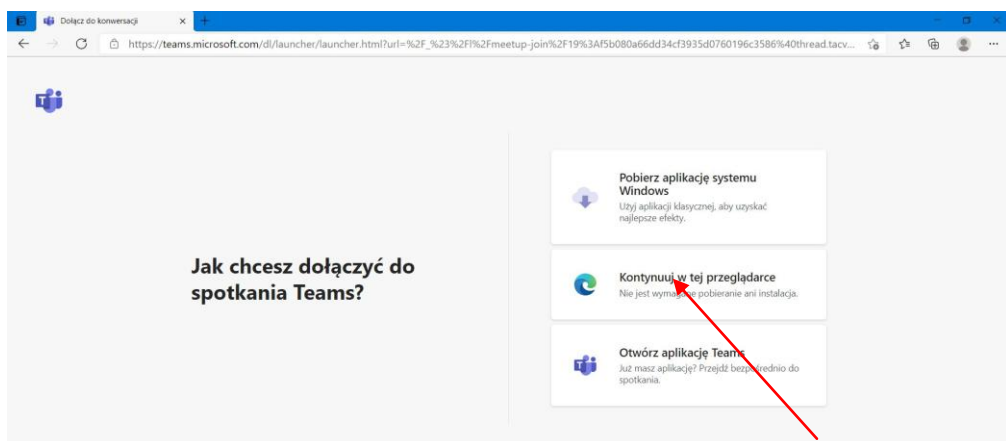 Dołącz do konwersacji
https://teams.microsoft.com/dl/launcher/launcher.html?url=%2F_%23%2Fl%2Fmeetup-join%2F19%3Af5b080a66dd34cf3935d0760196c3586%40thread.tacv...
Jak chcesz dołączyć do
spotkania Teams?
Pobierz aplikację systemu
Windows
Użyj aplikacji klasycznej, aby uzyskać
najlepsze efekty.
Kontynuuj w tej przeglądarce
Nie jest wymagane pobieranie ani instalacja.
Otwórz aplikację Teams
Już masz aplikację? Przejdź bezpośrednio do
spotkania.